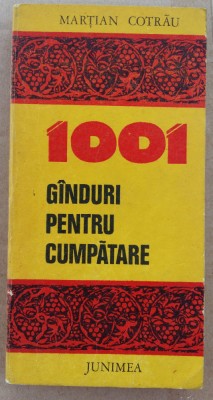 MARȚIAN COTRĂU
1001
GÎNDURI
PENTRU
CUMPĂTARE
JUNIMEA